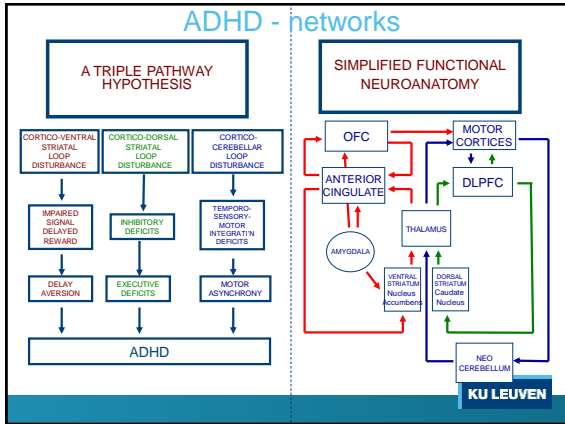 ADHD - networks
A TRIPLE PATHWAY
HYPOTHESIS
CORTICO-VENTRAL
STRIATAL
LOOP
DISTURBANCE
CORTICO-DORSAL
STRIATAL
LOOP
DISTURBANCE
CORTICO-
CEREBELLAR
LOOP
DISTURBANCE
IMPAIRED
SIGNAL
DELAYED
REWARD
INHIBITORY
DEFICITS
TEMPORO-
SENSORY-
MOTOR
INTEGRATI'N
DEFICITS
DELAY
AVERSION
EXECUTIVE
DEFICITS
MOTOR
ASYNCHRONY
ADHD
SIMPLIFIED FUNCTIONAL
NEUROANATOMY
OFC
MOTOR
CORTICES
ANTERIOR
CINGULATE
DLPFC
THALAMUS
AMYGDALA
VENTRAL
STRIATUM
Nucleus
Accumbens
DORSAL
STRIATUM
Caudate
Nucleus
NEO
CEREBELLUM
KU LEUVEN